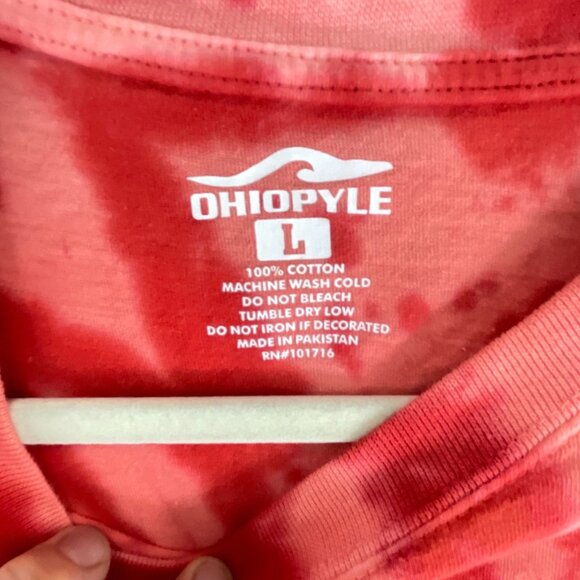 OHIOPYLE
L
100% COTTON
MACHINE WASH COLD
DO NOT BLEACH
TUMBLE DRY LOW
DO NOT IRON IF DECORATED
MADE IN PAKISTAN
RN#101716